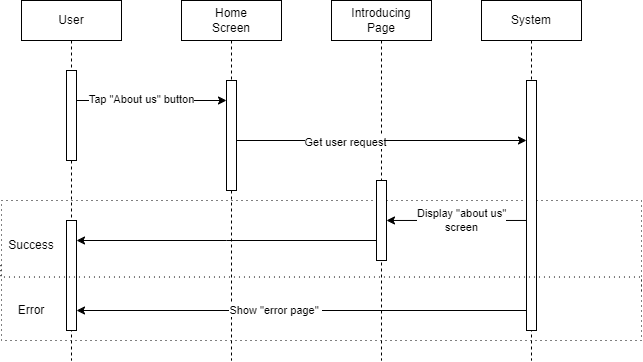 User
Home
Screen
Introducing
Page
System
Tap "About us" button
Get user request
Display "about us"
screen
Success
Error
Show "error page"